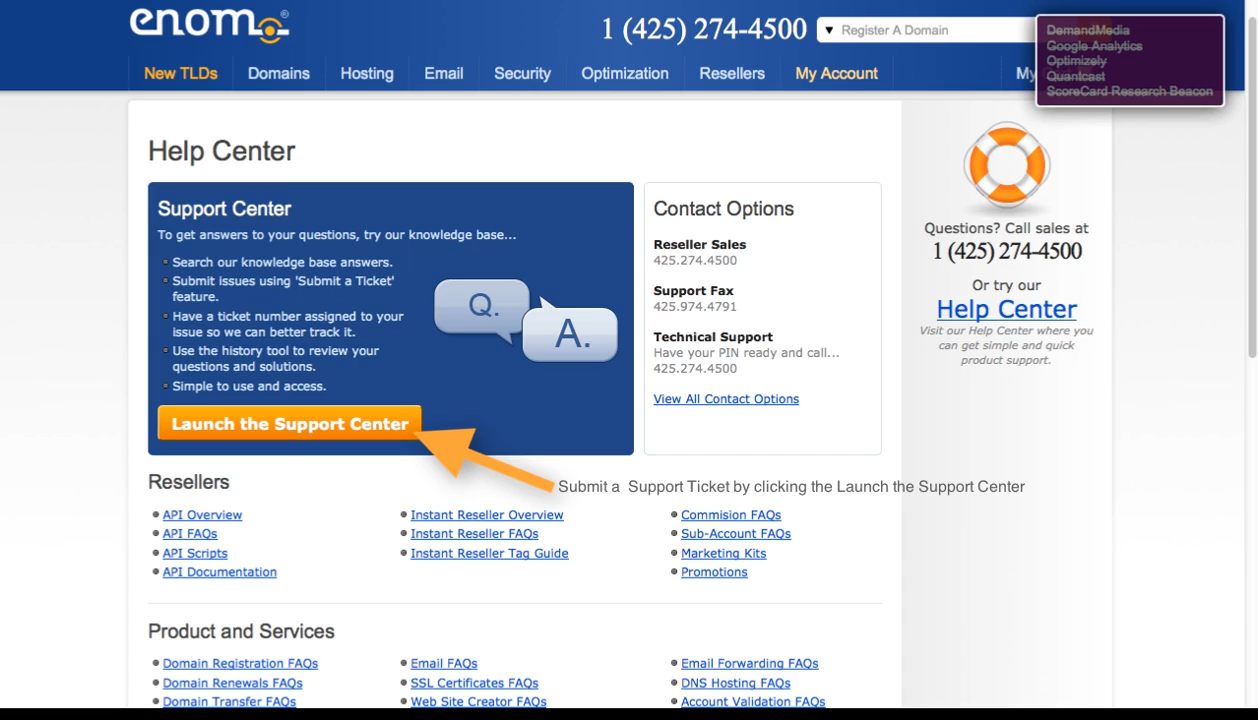 enom
1 (425) 274-4500
Register A Domain
DemandMedia
Google Analytics
Optimizely
Quantcast
ScoreCard Research Beacon
New TLDs
Domains
Hosting
Email
Security
Optimization
Resellers
My Account
My
Help Center
Support Center
To get answers to your questions, try our knowledge base...
Search our knowledge base answers.
Submit issues using 'Submit a Ticket'
feature.
Have a ticket number assigned to your
issue so we can better track it.
Use the history tool to review your
questions and solutions.
Simple to use and access.
Q.
A.
Launch the Support Center
Contact Options
Reseller Sales
425.274.4500
Support Fax
425.974.4791
Technical Support
Have your PIN ready and call...
425.274.4500
View All Contact Options
Questions? Call sales at
1 (425) 274-4500
Or try our
Help Center
Visit our Help Center where you
can get simple and quick
product support.
Submit a Support Ticket by clicking the Launch the Support Center
Resellers
API Overview
API FAQs
API Scripts
API Documentation
Instant Reseller Overview
Instant Reseller FAQs
Instant Reseller Tag Guide
Commision FAQs
Sub-Account FAQs
Marketing Kits
Promotions
Product and Services
Domain Registration FAQs
Domain Renewals FAQs
Domain Transfer FAQs
Email FAQs
SSL Certificates FAQs
Web Site Creator FAQs
Email Forwarding FAQs
DNS Hosting FAQs
Account Validation FAQs